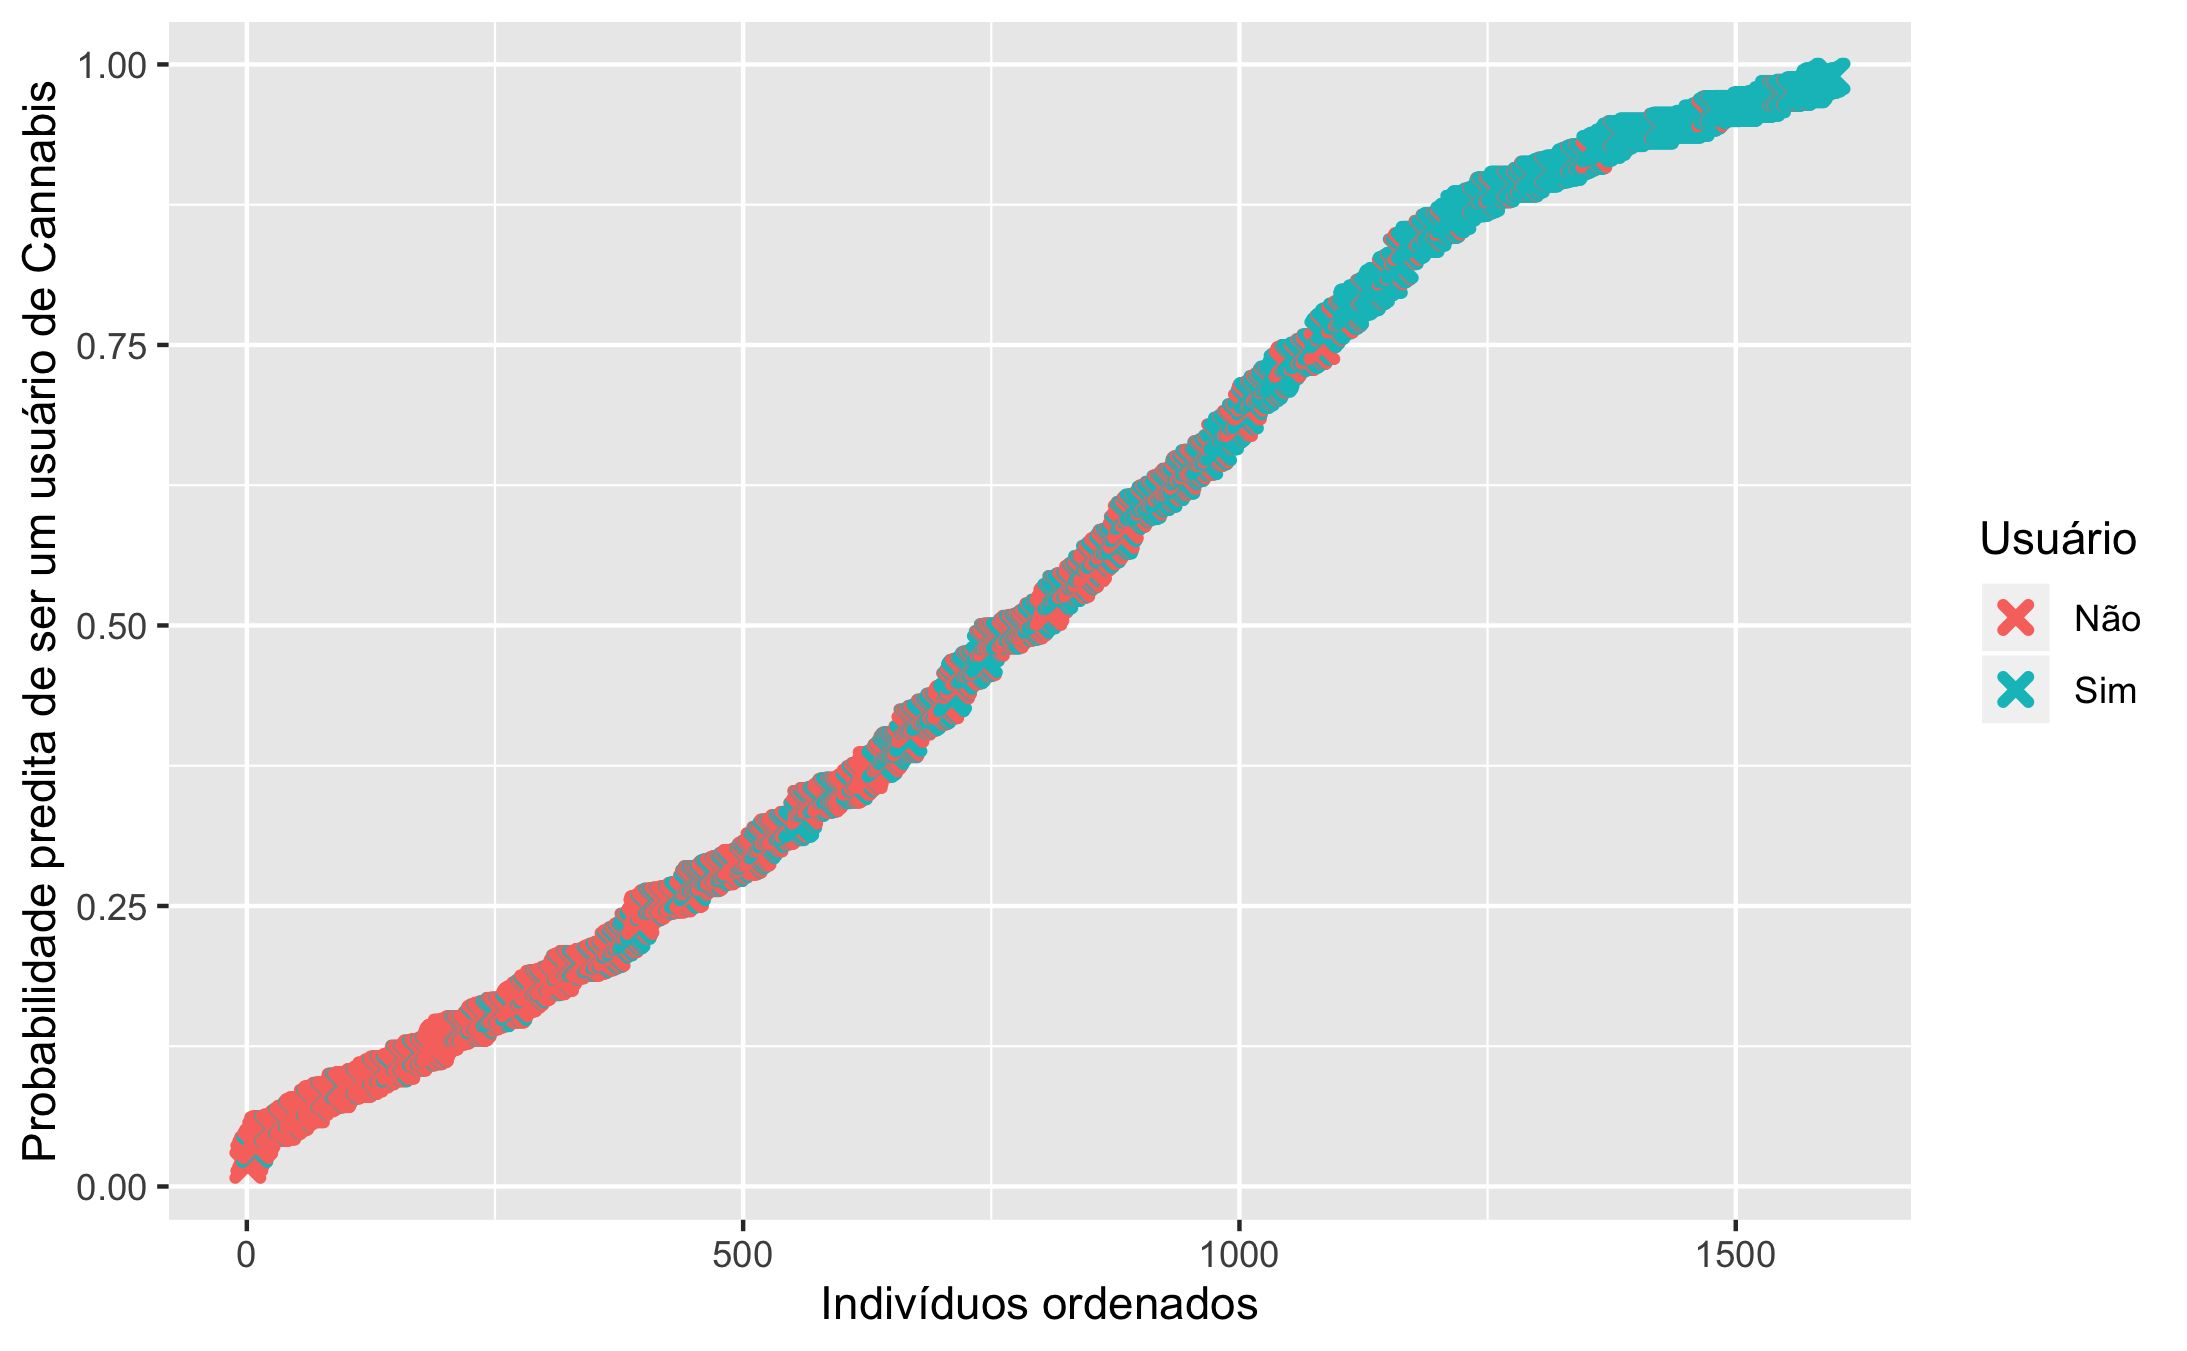 Probabilidade predita de ser um usuário de Cannabis
1.00
0.75
0.50
0.25
0.00
0 500 1000 1500
Indivíduos ordenados
Usuário
Não
Sim